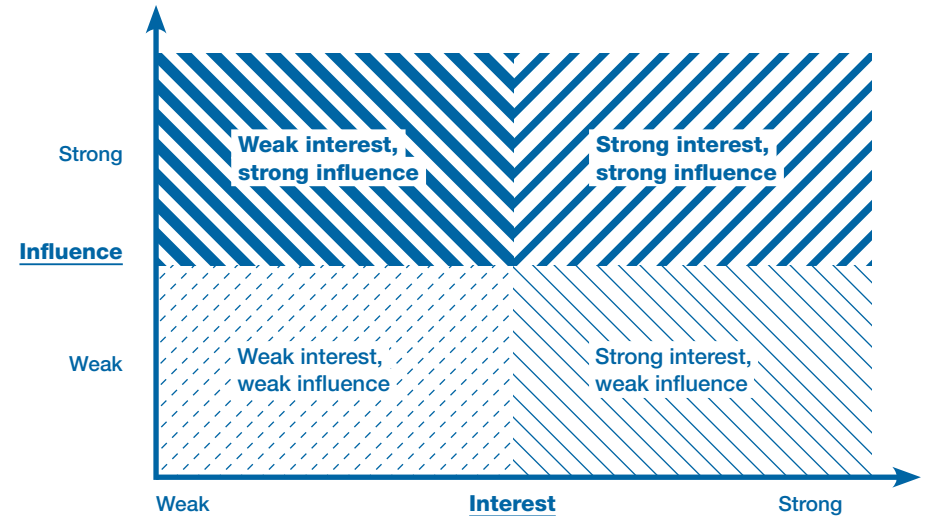 Strong
Weak interest,
strong influence
Strong interest,
strong influence
Influence
Weak
Weak interest,
weak influence
Strong interest,
weak influence
Weak
Interest
Strong